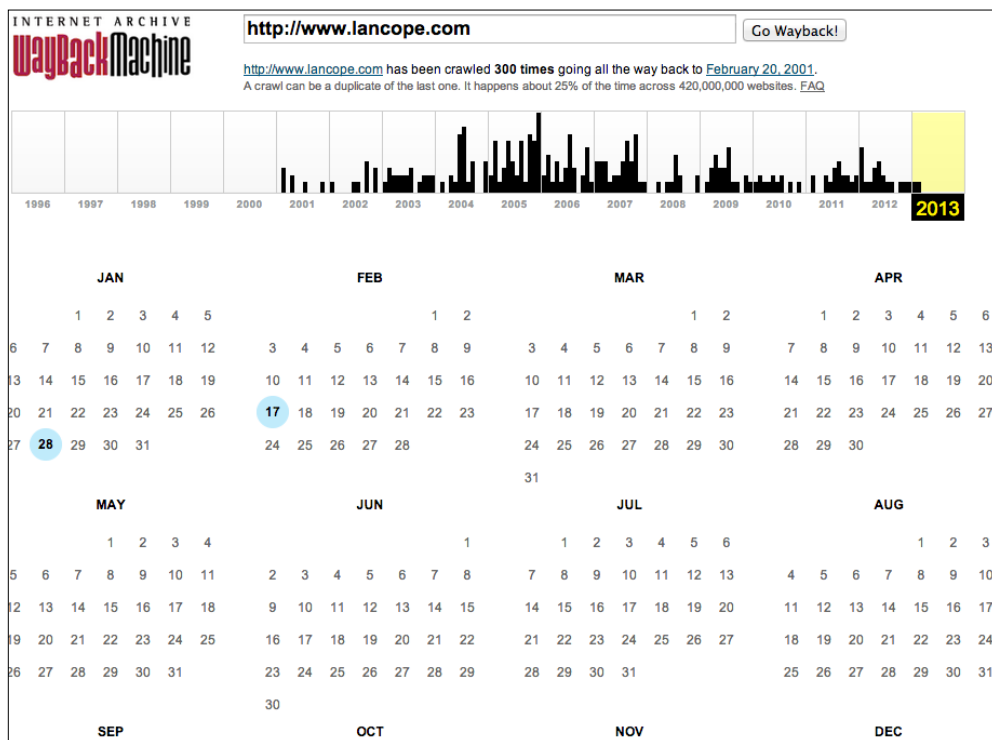 INTERNET ARCHIVE
WayBackMachine
http://www.lancope.com
Go Wayback!
http://www.lancope.com has been crawled 300 times going all the way back to February 20, 2001.
A crawl can be a duplicate of the last one. It happens about 25% of the time across 420,000,000 websites. FAQ
1996 1997 1998 1999 2000 2001 2002 2003 2004 2005 2006 2007 2008 2009 2010 2011 2012 2013
JAN FEB MAR APR
1 2 3 4 5 1 2 1 2 1 2 3 4 5 6
6 7 8 9 10 11 12 3 4 5 6 7 8 9 3 4 5 6 7 8 9 7 8 9 10 11 12 13
13 14 15 16 17 18 19 10 11 12 13 14 15 16 10 11 12 13 14 15 16 14 15 16 17 18 19 20
20 21 22 23 24 25 26 17 18 19 20 21 22 23 17 18 19 20 21 22 23 21 22 23 24 25 26 27
27 28 29 30 31 24 25 26 27 28 24 25 26 27 28 29 30 28 29 30
31
MAY JUN JUL AUG
1 2 3 4 1 1 2 3 4 5 6 1 2 3
5 6 7 8 9 10 11 2 3 4 5 6 7 8 7 8 9 10 11 12 13 4 5 6 7 8 9 10
12 13 14 15 16 17 18 9 10 11 12 13 14 15 14 15 16 17 18 19 20 11 12 13 14 15 16 17
19 20 21 22 23 24 25 16 17 18 19 20 21 22 21 22 23 24 25 26 27 18 19 20 21 22 23 24
26 27 28 29 30 31 23 24 25 26 27 28 29 28 29 30 31 25 26 27 28 29 30 31
30
SEP OCT NOV DEC